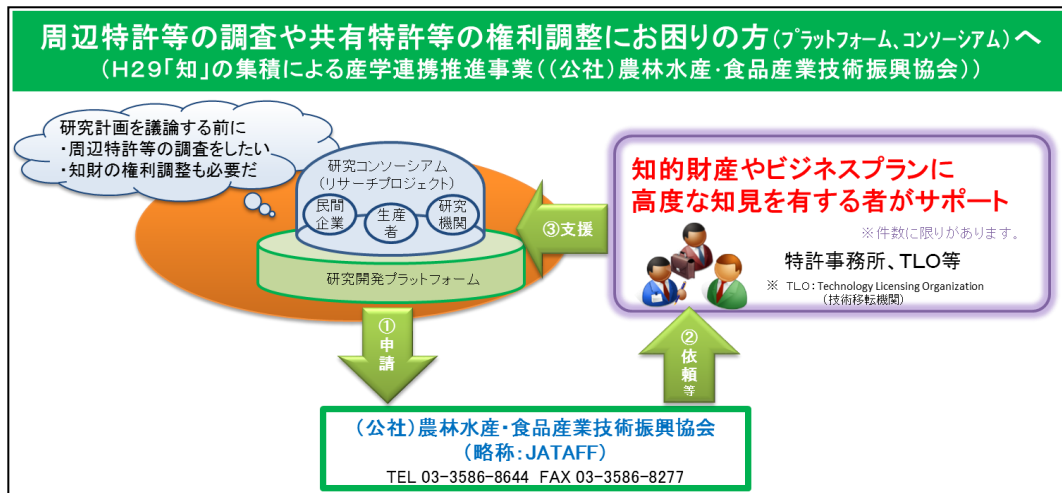 周辺特許等の調査や共有特許等の権利調整にお困りの方(プラットフォーム、コンソーシアム)へ
(H29「知」の集積による産学連携推進事業((公社)農林水産・食品産業技術振興協会))
研究計画を議論する前に
・周辺特許等の調査をしたい
・知財の権利調整も必要だ
研究コンソーシアム
(リサーチプロジェクト)
民間
企業
生産
者
研究
機関
研究開発プラットフォーム
③支援
知的財産やビジネスプランに
高度な知見を有する者がサポート
※件数に限りがあります。
特許事務所、TLO等
※ TLO:Technology Licensing Organization
(技術移転機関)
①
申
請
②
依
頼
等
(公社)農林水産・食品産業技術振興協会
(略称:JATAFF)
TEL 03-3586-8644 FAX 03-3586-8277